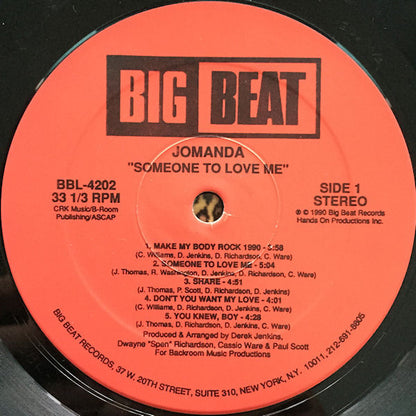 BIG BEAT
JOMANDA
"SOMEONE TO LOVE ME"
BBL-4202
33 1/3 RPM
CRK Music/B-Room
Publishing/ASCAP
SIDE 1
STEREO
℗ © 1990 Big Beat Records
Hands On Productions Inc.
1. MAKE MY BODY ROCK 1990 - 3:58
(C. Williams, D. Jenkins, D. Richardson, C. Ware)
2. SOMEONE TO LOVE ME - 5:04
(J. Thomas, R. Washington, D. Jenkins, D. Richardson, C. Ware)
3. SHARE - 4:51
(J. Thomas, P. Scott, D. Richardson, D. Jenkins)
4. DON'T YOU WANT MY LOVE - 4:01
(C. Williams, D. Jenkins, D. Richardson, C. Ware)
5. YOU KNEW, BOY - 4:28
(J. Thomas, D. Richardson, D. Jenkins)
Produced & Arranged by Derek Jenkins,
Dwayne "Spen" Richardson, Cassio Ware & Paul Scott
For Backroom Music Productions
BIG BEAT RECORDS, 37 W. 20TH STREET, SUITE 310, NEW YORK, N.Y. 10011. 212-691-8805